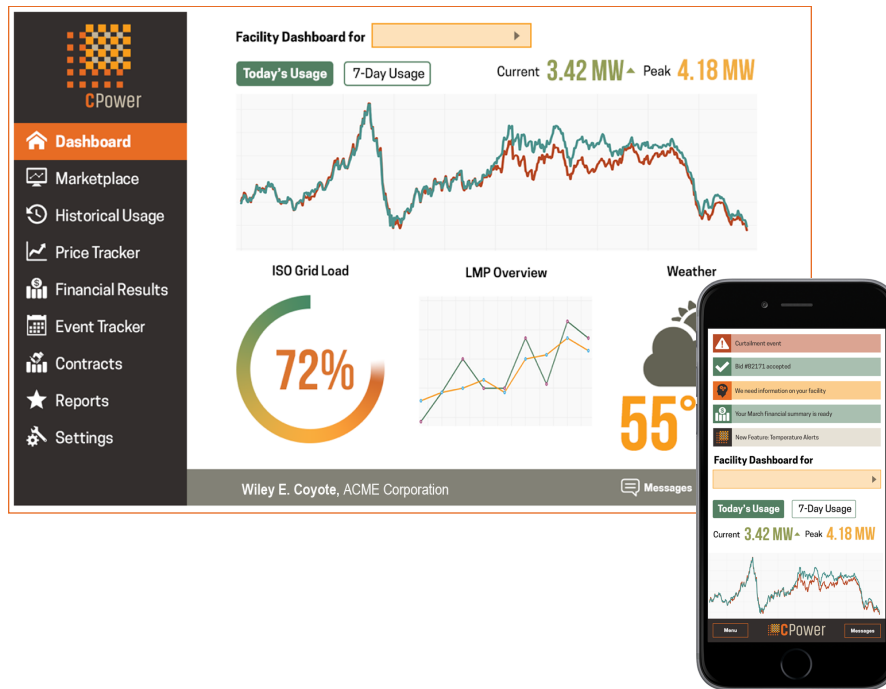 Facility Dashboard for
Today's Usage
7-Day Usage
Current 3.42 MW Peak 4.18 MW
CPower
Dashboard
Marketplace
Historical Usage
Price Tracker
Financial Results
Event Tracker
Contracts
Reports
Settings
ISO Grid Load
LMP Overview
Weather
72%
55°
Wiley E. Coyote, ACME Corporation
Messages
Curtailment event
Bid #82171 accepted
We need information on your facility
Your March financial summary is ready
New Feature: Temperature Alerts
Facility Dashboard for
Today's Usage
7-Day Usage
Current 3.42 MW Peak 4.18 MW
Menu
CPower
Messages